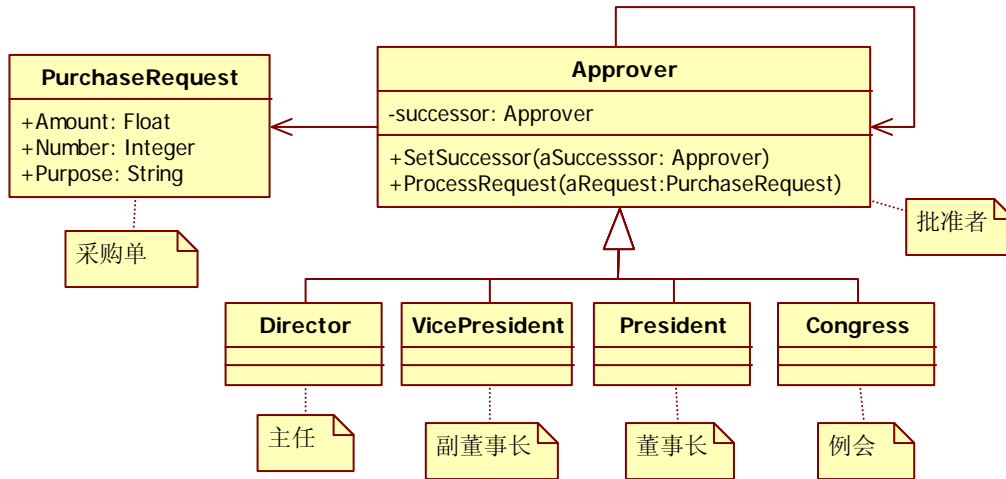 PurchaseRequest
+Amount: Float
+Number: Integer
+Purpose: String
采购单
Approver
-successor: Approver
+SetSuccessor(aSuccesssor: Approver)
+ProcessRequest(aRequest:PurchaseRequest)
批准者
Director
VicePresident
President
Congress
主任
副董事长
董事长
例会